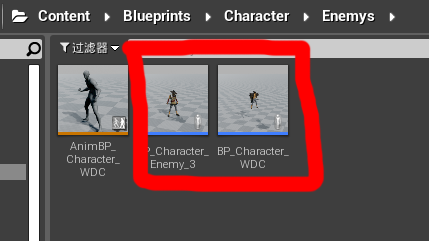 Content Blueprints Character Enemys
过滤器
AnimBP_
Character_
WDC
P_Character_
Enemy_3
BP_Character_
WDC